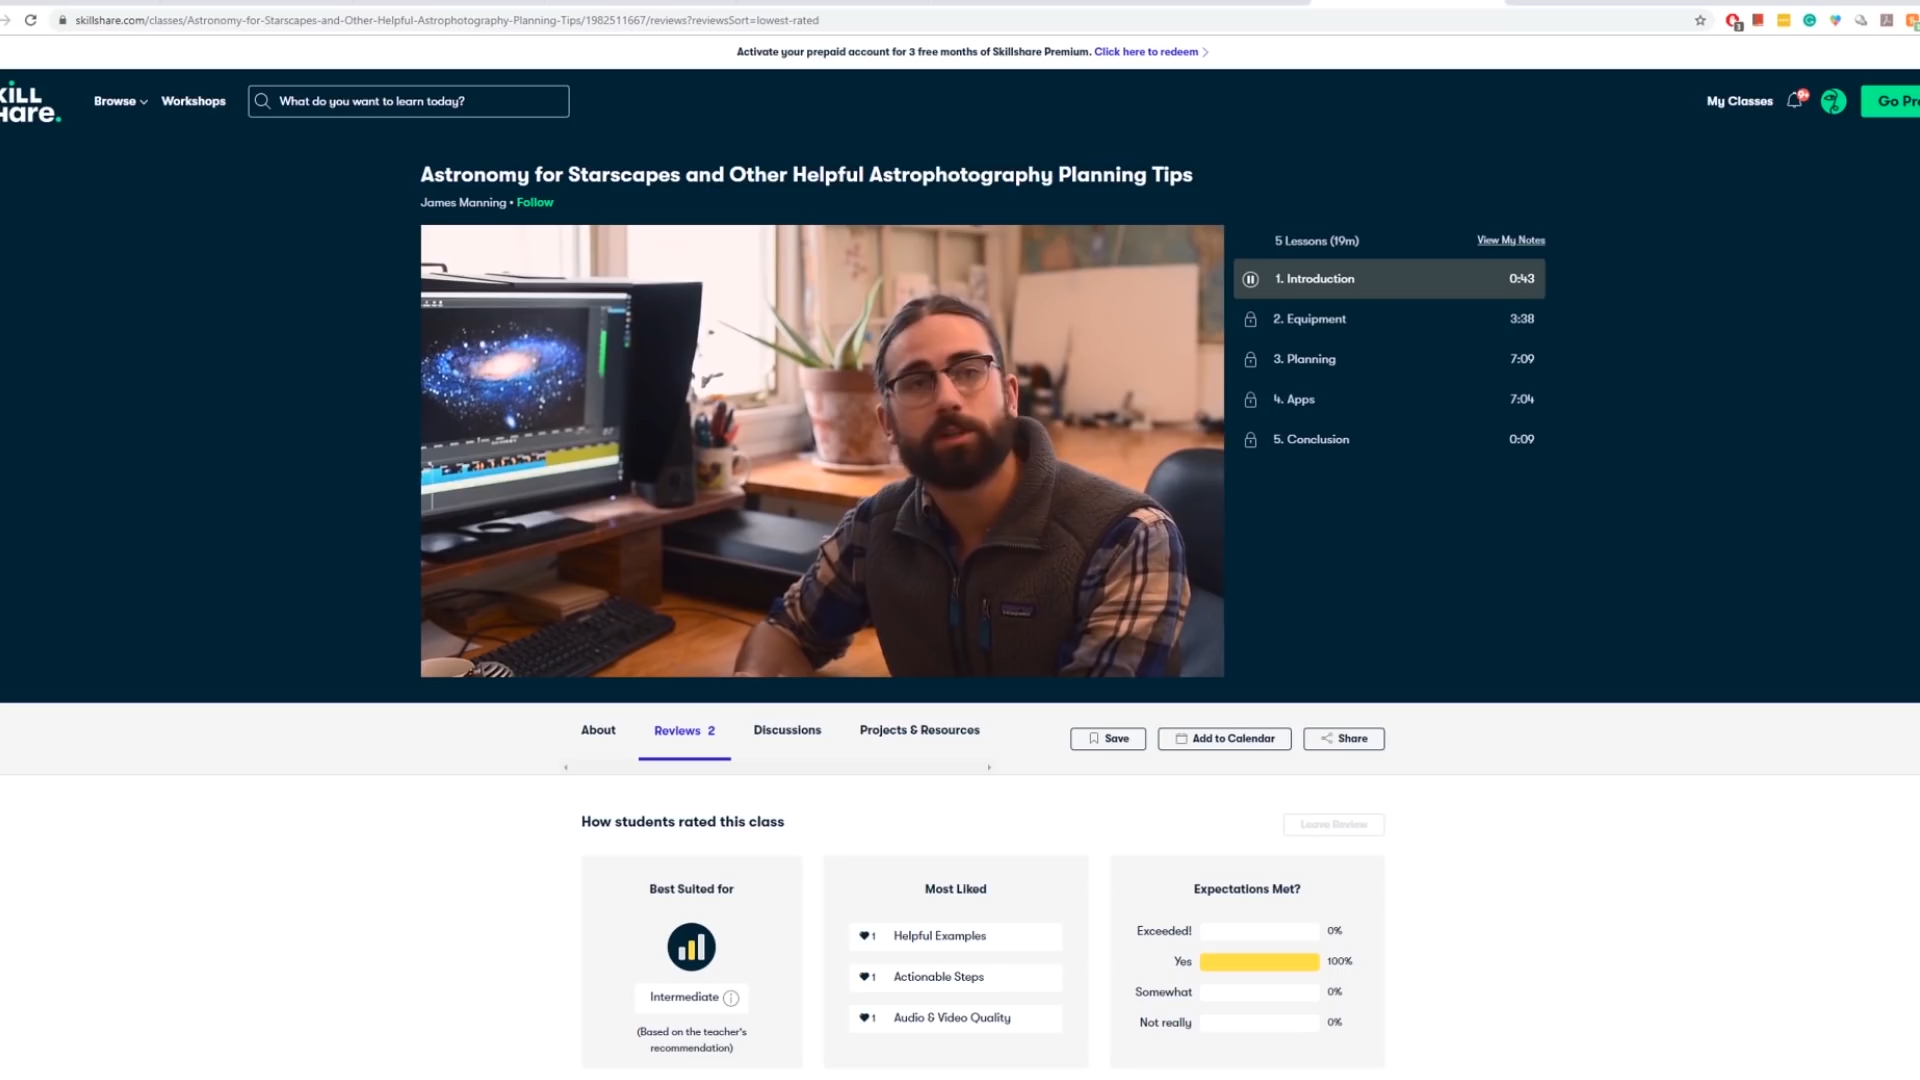 skillshare.com/classes/Astronomy-for-Starscapes-and-Other-Helpful-Astrophotography-Planning-Tips/1982511667/reviews?reviewsSort=lowest-rated
Activate your prepaid account for 3 free months of Skillshare Premium. Click here to redeem >
Browse
Workshops
What do you want to learn today?
My Classes
9+
Astronomy for Starscapes and Other Helpful Astrophotography Planning Tips
James Manning • Follow
5 Lessons (19m)
View My Notes
1. Introduction 0:43
2. Equipment 3:38
3. Planning 7:09
4. Apps 7:04
5. Conclusion 0:09
About
Reviews 2
Discussions
Projects & Resources
Save
Add to Calendar
Share
How students rated this class
Leave Review
Best Suited for
Intermediate
(Based on the teacher's
recommendation)
Most Liked
1 Helpful Examples
1 Actionable Steps
1 Audio & Video Quality
Expectations Met?
Exceeded! 0%
Yes 100%
Somewhat 0%
Not really 0%